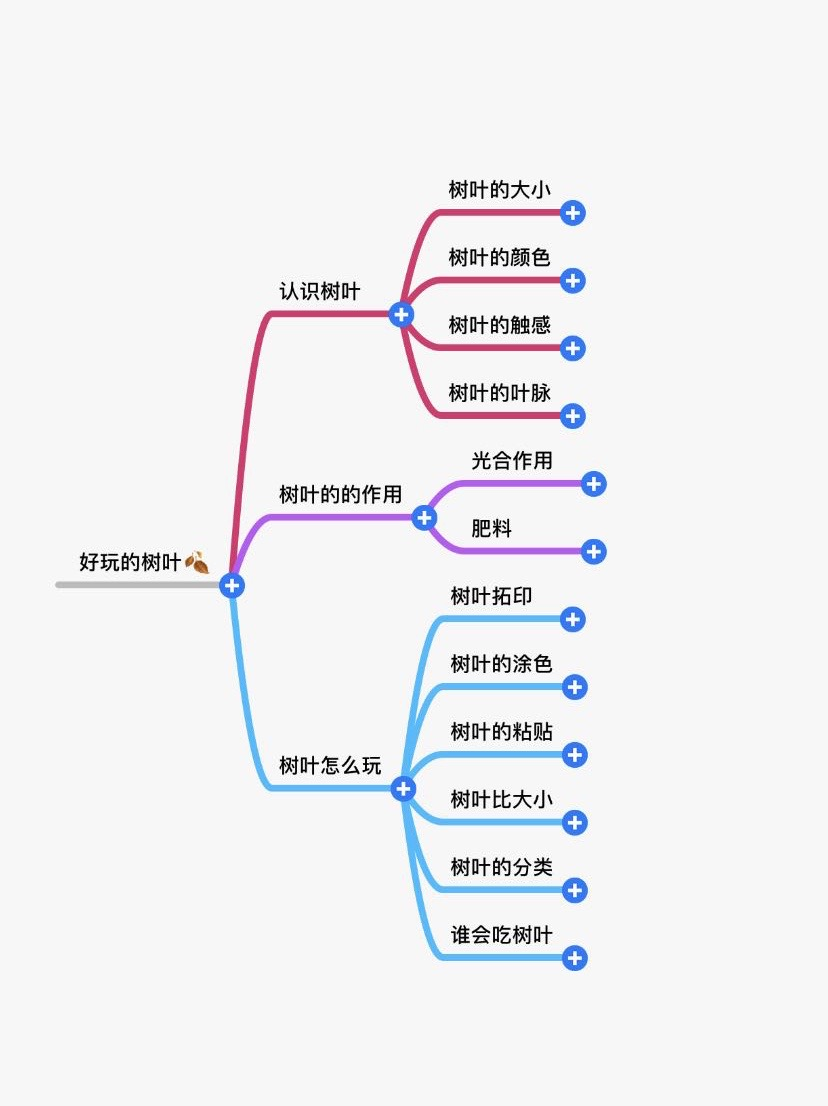 树叶的大小
树叶的颜色
认识树叶
树叶的触感
树叶的叶脉
光合作用
树叶的的作用
肥料
好玩的树叶🍂
树叶拓印
树叶的涂色
树叶的粘贴
树叶怎么玩
树叶比大小
树叶的分类
谁会吃树叶